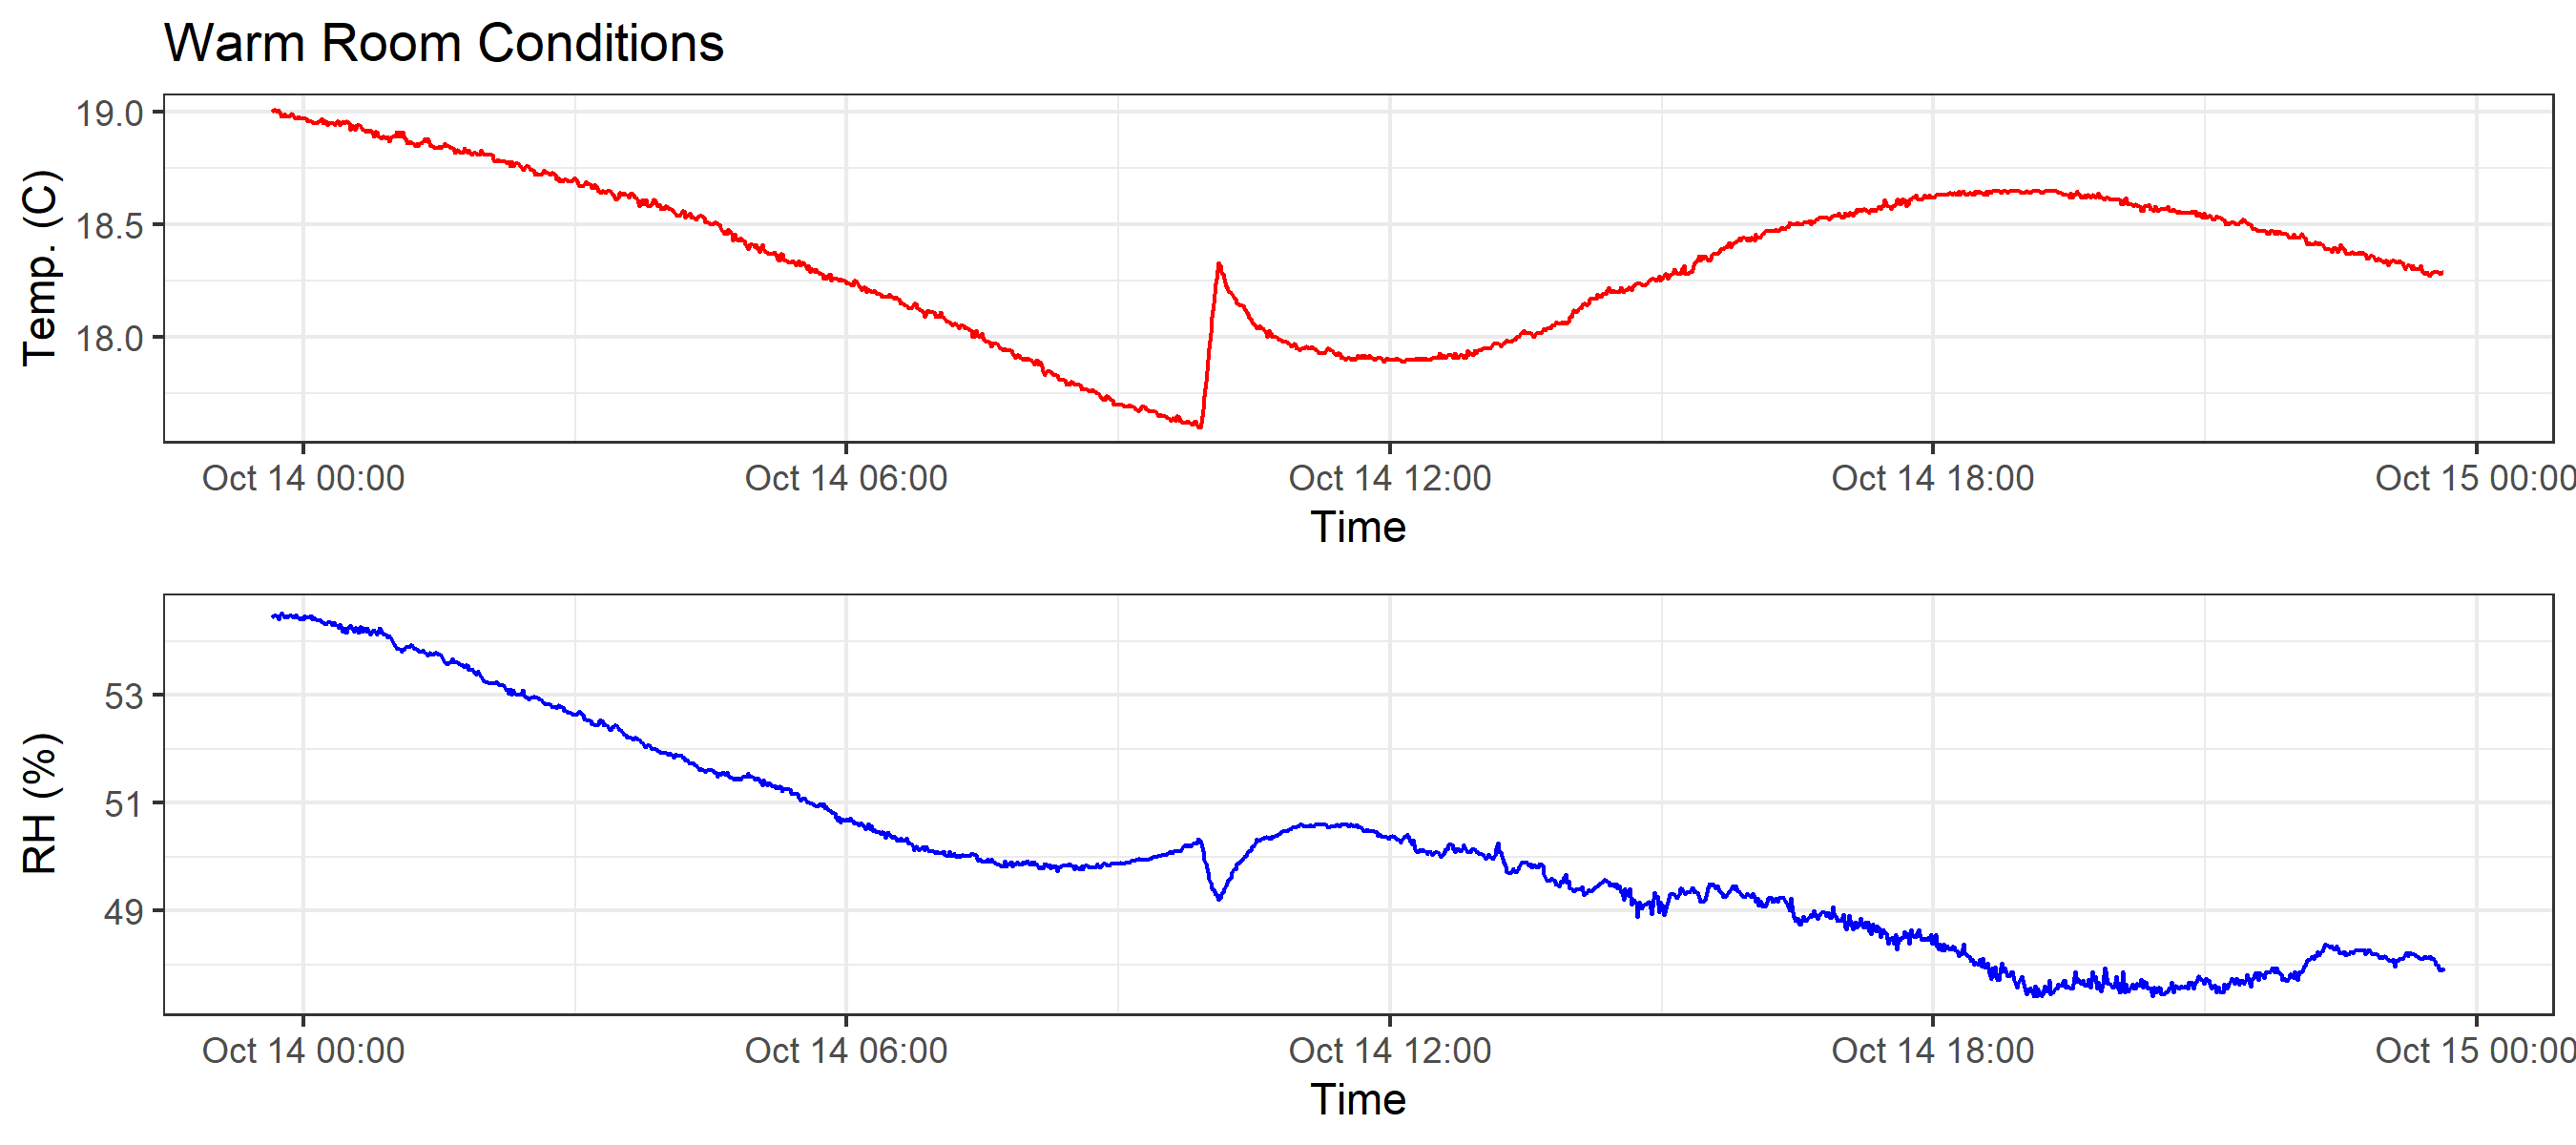 Warm Room Conditions
19.0
18.5
18.0
Temp. (C)
Oct 14 00:00 Oct 14 06:00 Oct 14 12:00 Oct 14 18:00 Oct 15 00:00
Time
53
51
49
RH (%)
Oct 14 00:00 Oct 14 06:00 Oct 14 12:00 Oct 14 18:00 Oct 15 00:00
Time